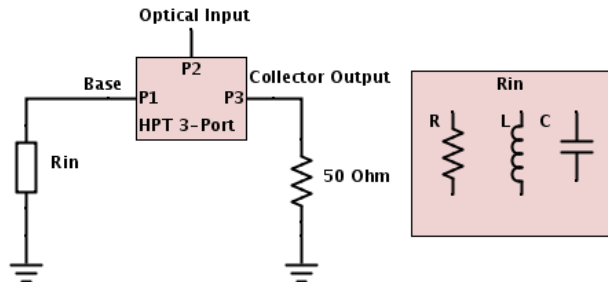 Optical Input
P2
Base
Collector Output
P1
P3
HPT 3-Port
Rin
50 Ohm
Rin
R
L
C